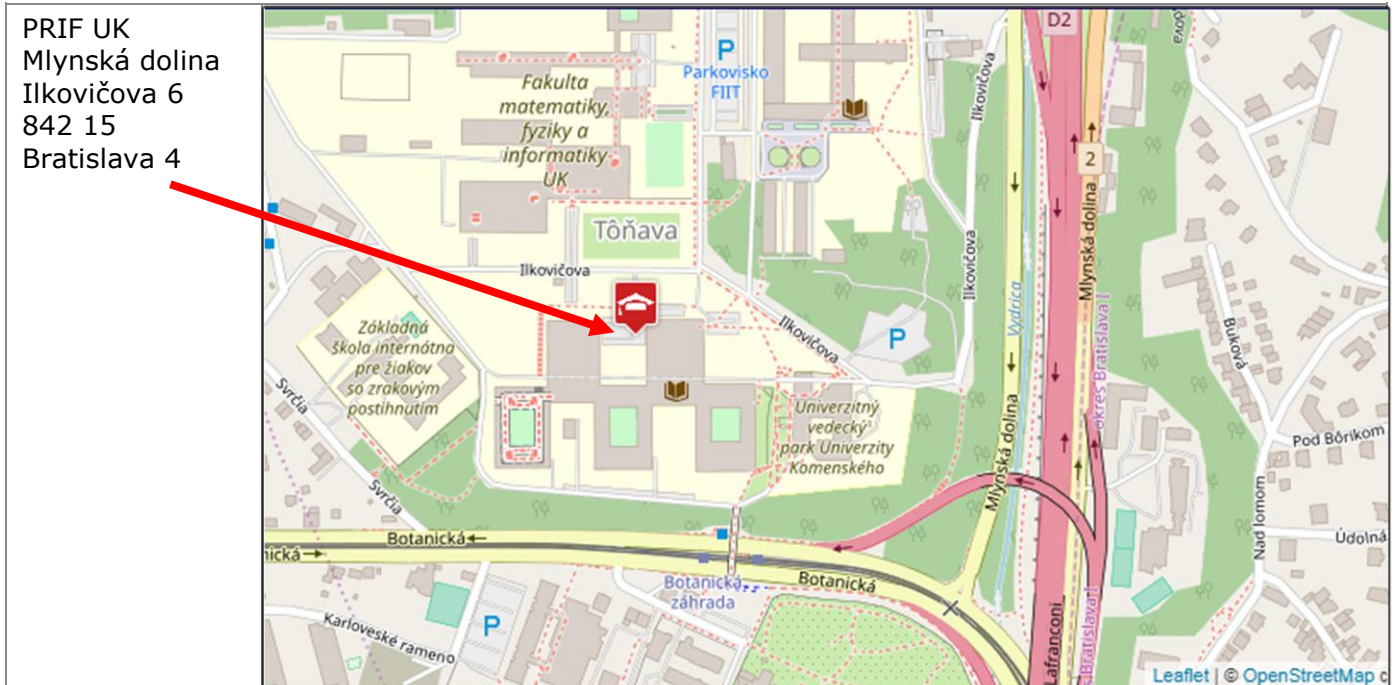 PRIF UK
Mlynská dolina
Ilkovičova 6
842 15
Bratislava 4
D2
P
Parkovisko
FIIT
Fakulta
matematiky,
fyziky a
informatiky
UK
Ilkovičova
2
Mlynská dolina
Tôňava
Ilkovičova
Ilkovičova
Vydrica
okres Bratislava I
Ilkovičova
P
Základná
škola internátna
pre žiakov
so zrakovým
postihnutím
Svrčia
Buková
Univerzitný
vedecký
park Univerzity
Komenského
Mlynská dolina
Pod Bôrikom
Svrčia
Nad lomom
Údolná
Botanická
nická
Botanická
Botanická
záhrada
P
Karloveské rameno
Lafranconi
s Bratislava I
Leaflet | © OpenStreetMap c